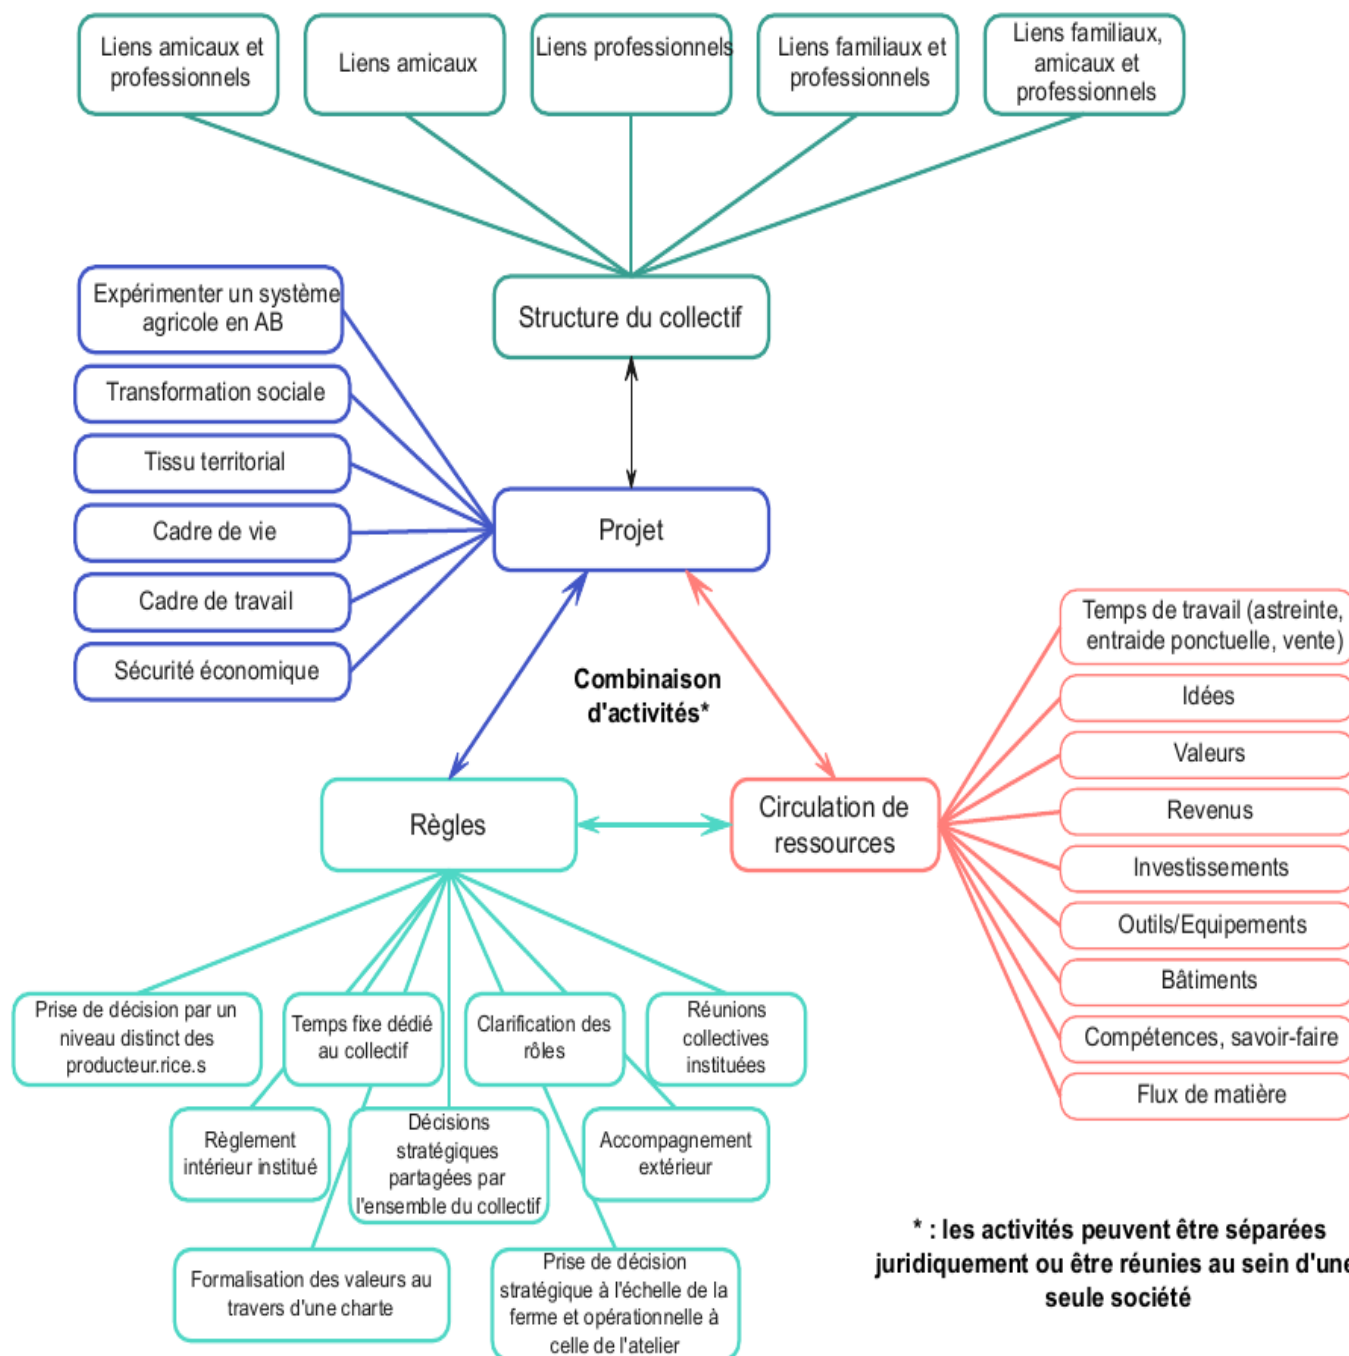 Liens amicaux et
professionnels
Liens amicaux
Liens professionnels
Liens familiaux et
professionnels
Liens familiaux,
amicaux et
professionnels
Structure du collectif
Expérimenter un système
agricole en AB
Transformation sociale
Tissu territorial
Cadre de vie
Cadre de travail
Sécurité économique
Projet
Combinaison
d'activités*
Règles
Circulation de
ressources
Temps de travail (astreinte,
entraide ponctuelle, vente)
Idées
Valeurs
Revenus
Investissements
Outils/Equipements
Bâtiments
Compétences, savoir-faire
Flux de matière
Prise de décision par un
niveau distinct des
producteur.rice.s
Temps fixe dédié
au collectif
Clarification des
rôles
Réunions
collectives
instituées
Règlement
intérieur institué
Décisions
stratégiques
partagées par
l'ensemble du collectif
Accompagnement
extérieur
Formalisation des valeurs au
travers d'une charte
Prise de décision
stratégique à l'échelle de la
ferme et opérationnelle à
celle de l'atelier
* : les activités peuvent être séparées
juridiquement ou être réunies au sein d'une
seule société